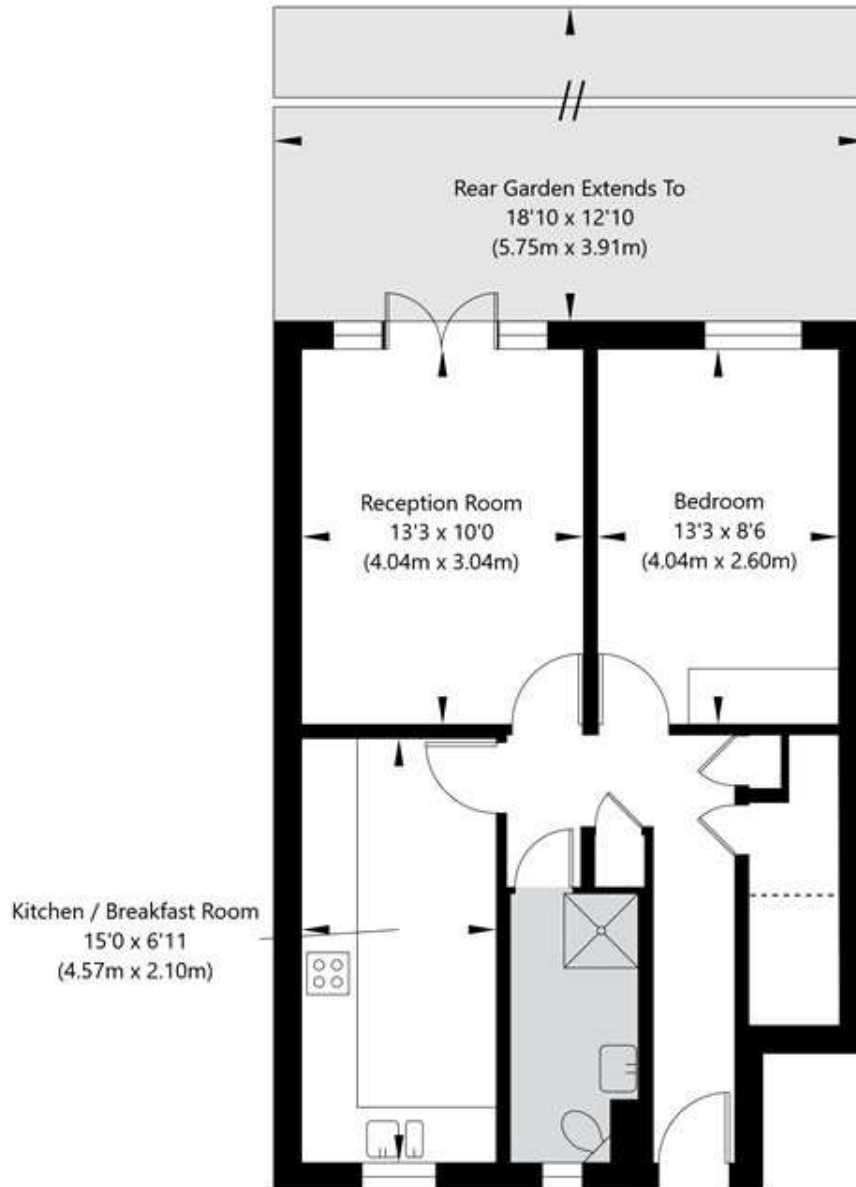 Rear Garden Extends To
18'10 x 12'10
(5.75m x 3.91m)
Reception Room
13'3 x 10'0
(4.04m x 3.04m)
Bedroom
13'3 x 8'6
(4.04m x 2.60m)
Kitchen / Breakfast Room
15'0 x 6'11
(4.57m x 2.10m)